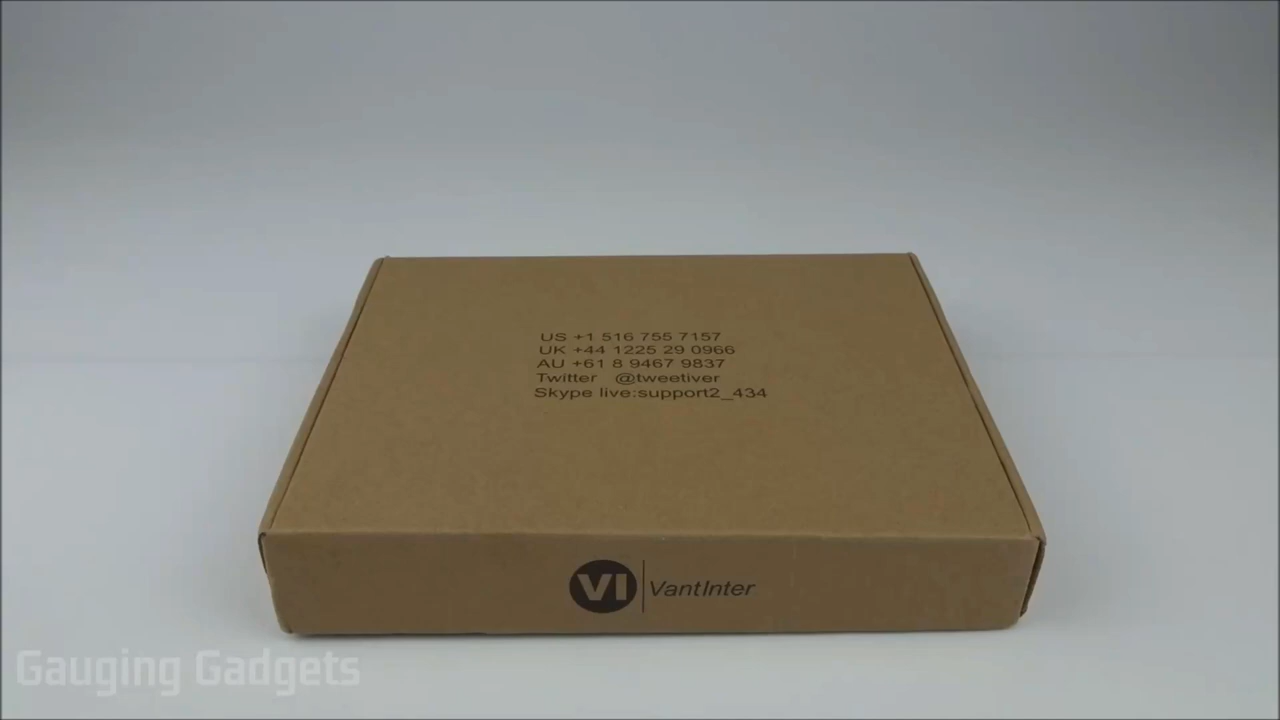 US +1 516 755 7157
UK +44 1225 29 0966
AU +61 8 9467 9837
Twitter @tweetiver
Skype live:support2_434
VI VantInter
Gauging Gadgets